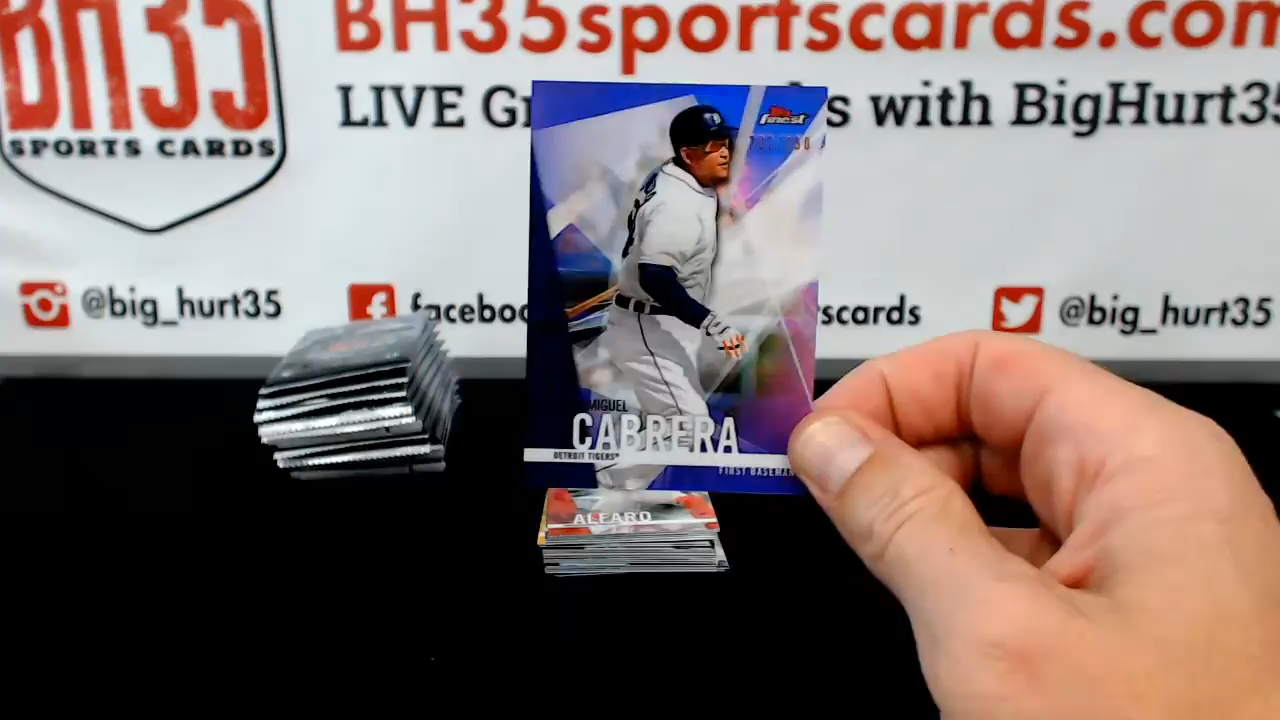 BH35
SPORTS CARDS
BH35sportscards.com
LIVE
s with BigHurt35
@big_hurt35
faceboo
scards
@big_hurt35
finest
MIGUEL
CABRERA
DETROIT TIGERS
FIRST BASEMAN
ALFARO